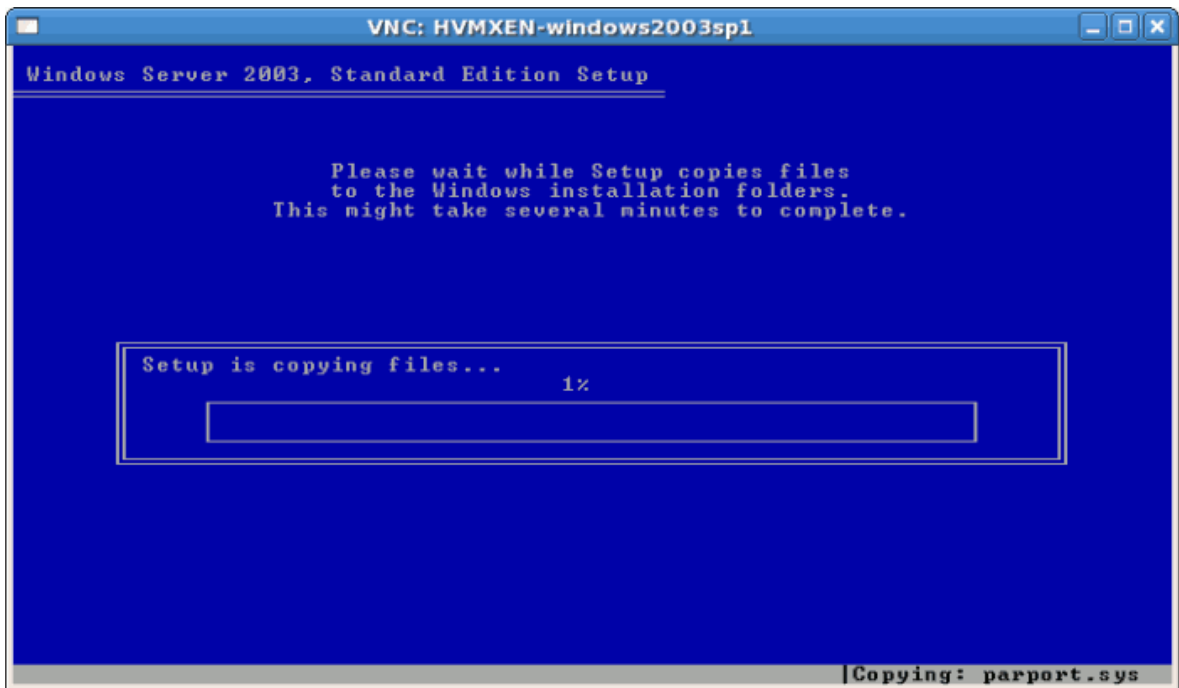 VNC: HVMXEN-windows2003sp1
Windows Server 2003, Standard Edition Setup
Please wait while Setup copies files
to the Windows installation folders.
This might take several minutes to complete.
Setup is copying files...
1%
|Copying: parport.sys